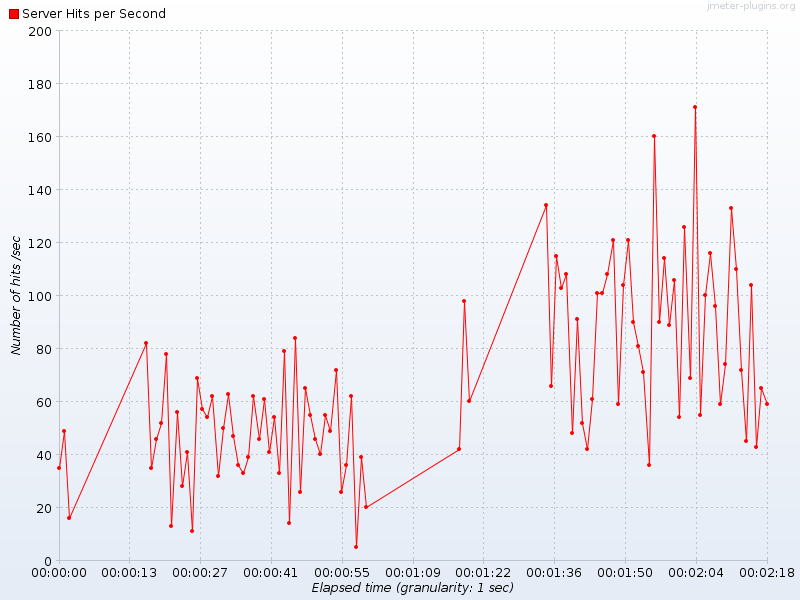 jmeter-plugins.org
Server Hits per Second
200
180
160
140
120
100
80
60
40
20
0
Number of hits /sec
00:00:00 00:00:13 00:00:27 00:00:41 00:00:55 00:01:09 00:01:22 00:01:36 00:01:50 00:02:04 00:02:18
Elapsed time (granularity: 1 sec)